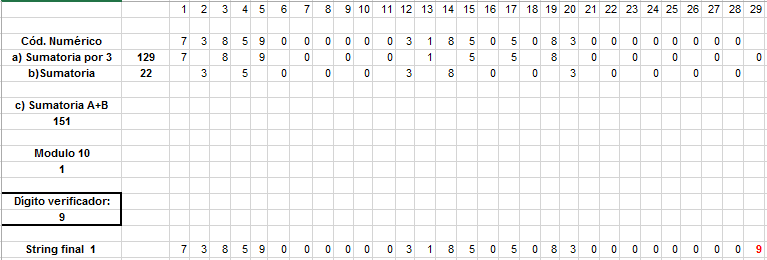 1 2 3 4 5 6 7 8 9 10 11 12 13 14 15 16 17 18 19 20 21 22 23 24 25 26 27 28 29
Cód. Numérico 7 3 8 5 9 0 0 0 0 0 0 3 1 8 5 0 5 0 8 3 0 0 0 0 0 0 0 0
a) Sumatoria por 3 129 7 8 9 0 0 0 1 5 5 8 0 0 0 0 0
b)Sumatoria 22 3 5 0 0 0 3 8 0 0 3 0 0 0 0
c) Sumatoria A+B
151
Modulo 10
1
Dígito verificador:
9
String final 1 7 3 8 5 9 0 0 0 0 0 0 3 1 8 5 0 5 0 8 3 0 0 0 0 0 0 0 0 9